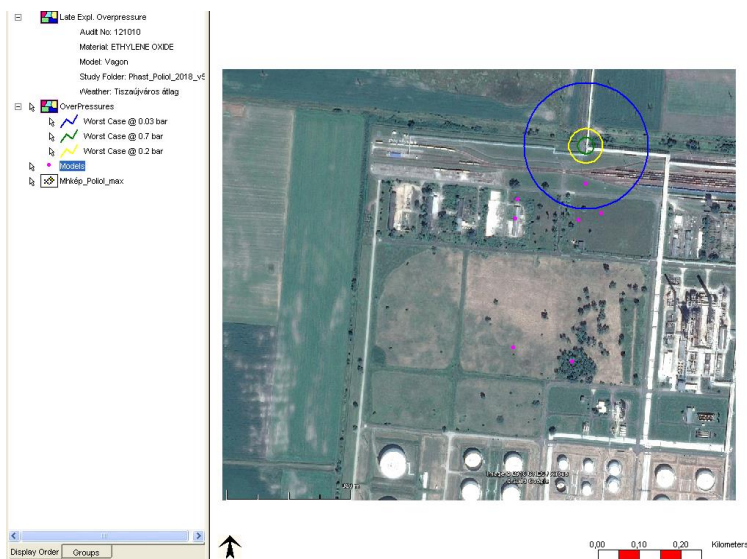 Late Expl. Overpressure
Audit No: 121010
Material: ETHYLENE OXIDE
Model: Vagon
Study Folder: Phast_Poliol_2018_v5
Weather: Tiszaújváros átlag
OverPressures
Worst Case @ 0.03 bar
Worst Case @ 0.7 bar
Worst Case @ 0.2 bar
Models
Mhkép_Poliol_max
Display Order
Groups
0,00 0,10 0,20 Kilometers